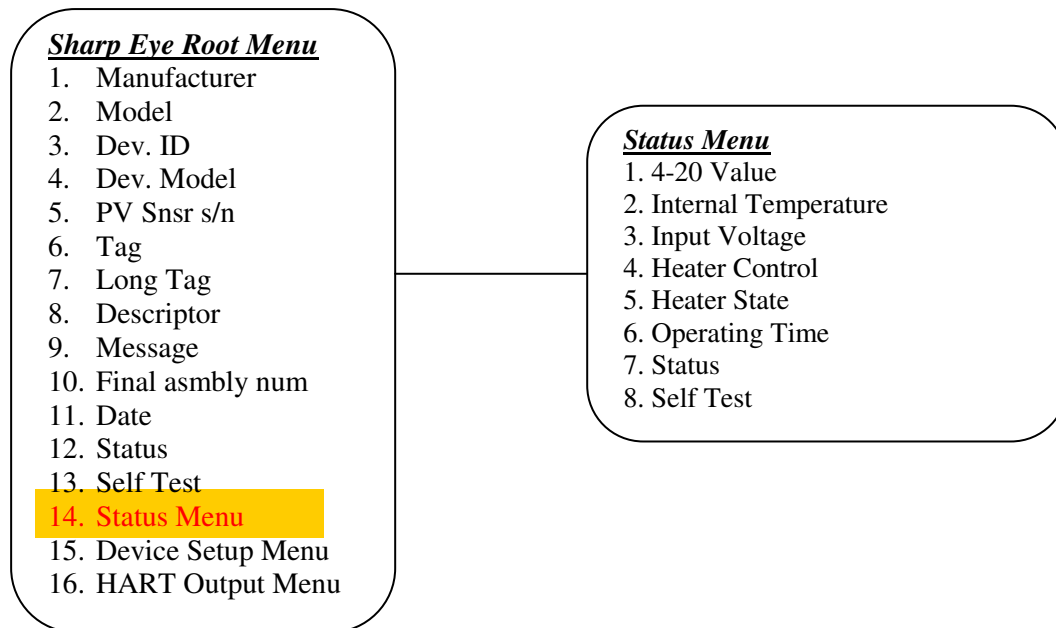 Sharp Eye Root Menu
1. Manufacturer
2. Model
3. Dev. ID
4. Dev. Model
5. PV Snsr s/n
6. Tag
7. Long Tag
8. Descriptor
9. Message
10. Final asmbly num
11. Date
12. Status
13. Self Test
14. Status Menu
15. Device Setup Menu
16. HART Output Menu
Status Menu
1. 4-20 Value
2. Internal Temperature
3. Input Voltage
4. Heater Control
5. Heater State
6. Operating Time
7. Status
8. Self Test